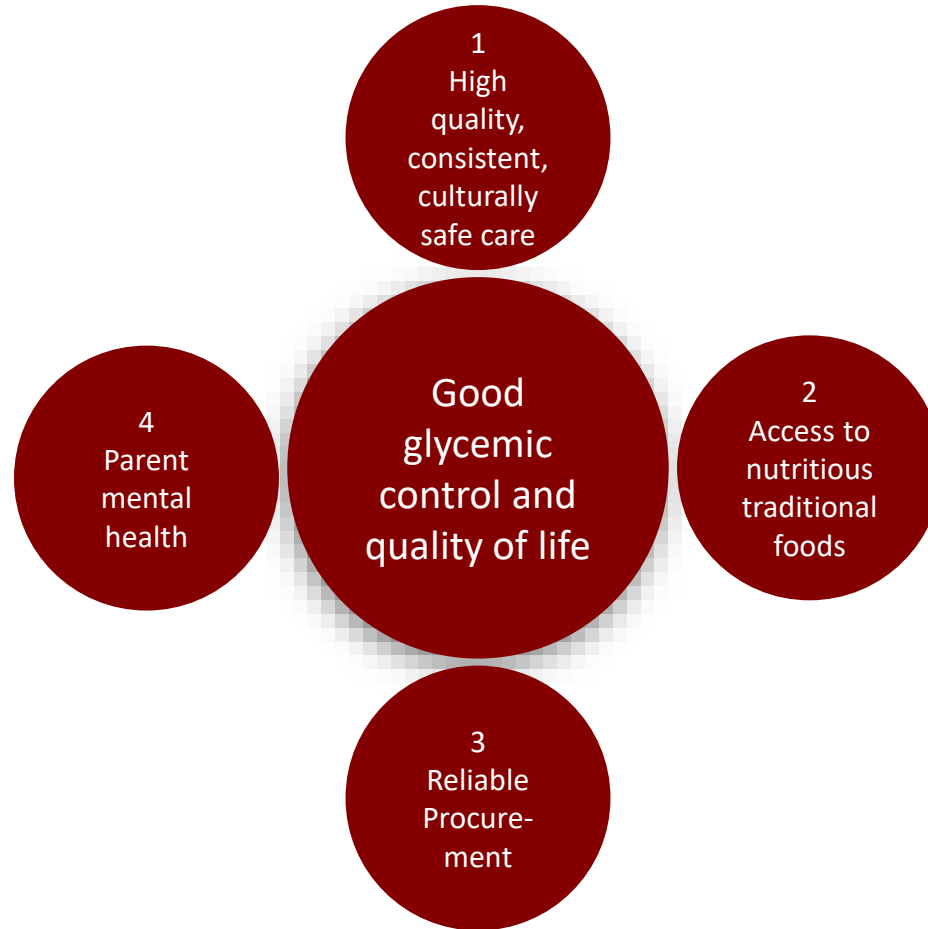 1
High
quality,
consistent,
culturally
safe care
Good
glycemic
control and
quality of life
2
Access to
nutritious
traditional
foods
3
Reliable
Procure-
ment
4
Parent
mental
health